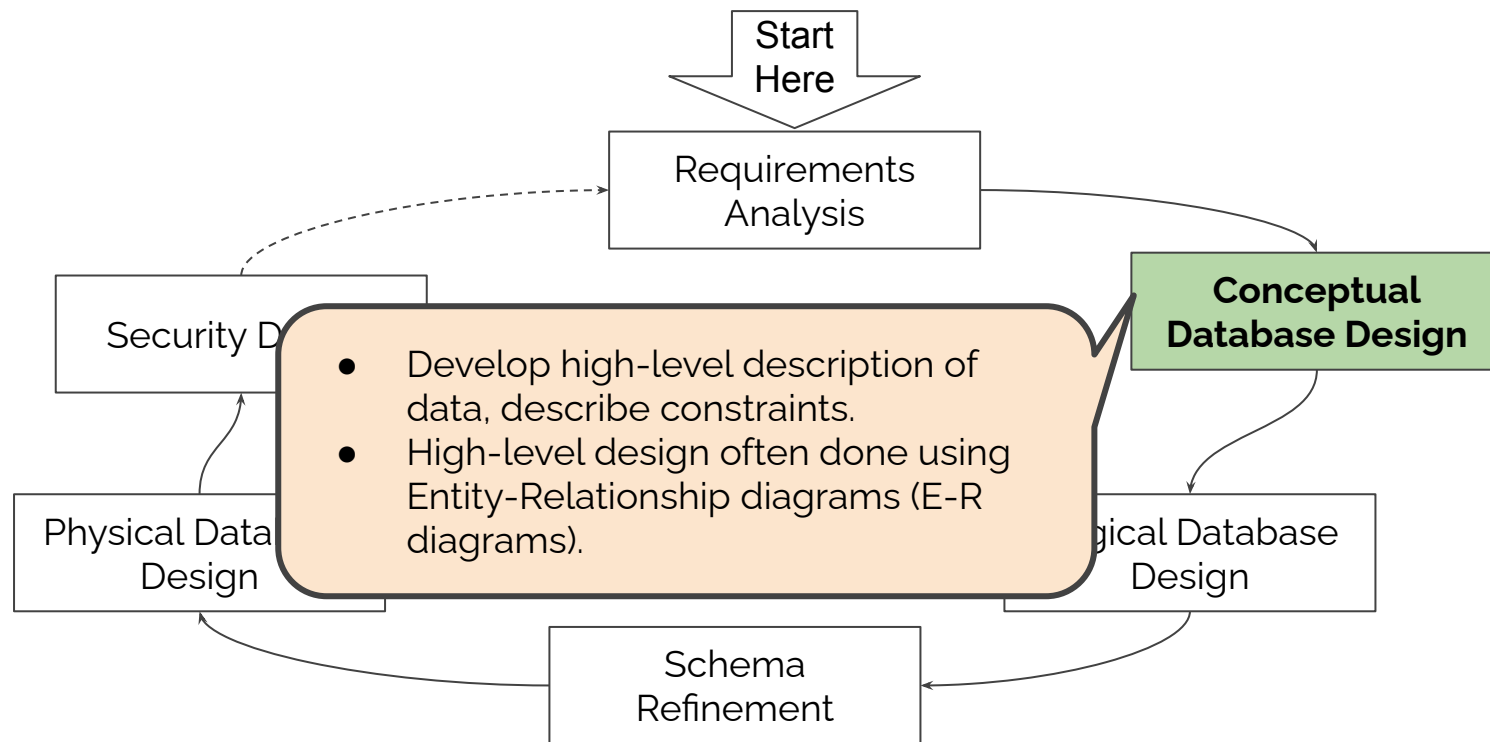 Start
Here
Requirements
Analysis
Conceptual
Database Design
Security D
● Develop high-level description of
data, describe constraints.
● High-level design often done using
Entity-Relationship diagrams (E-R
diagrams).
Physical Data
Design
gical Database
Design
Schema
Refinement